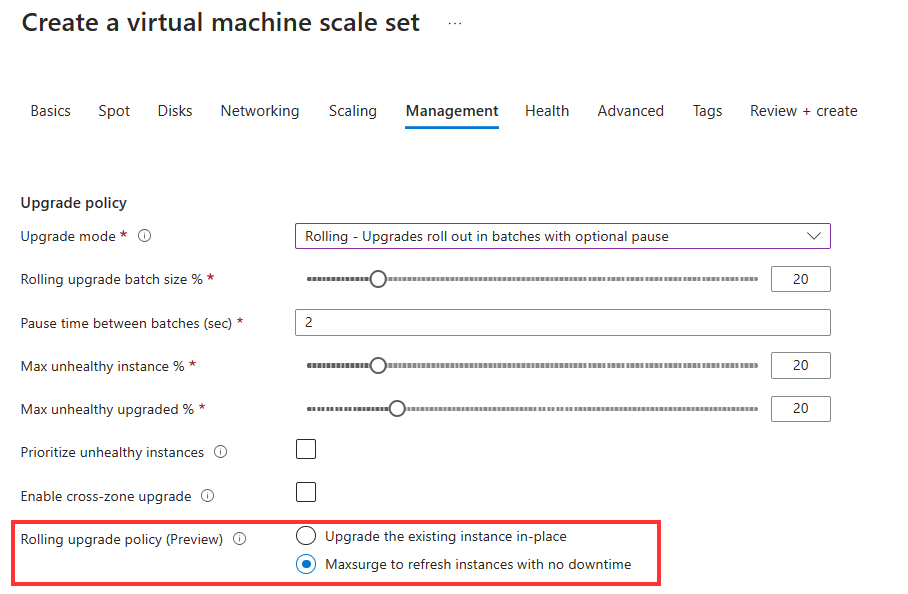 Create a virtual machine scale set ...
Basics Spot Disks Networking Scaling Management Health Advanced Tags Review + create
Upgrade policy
Upgrade mode * Rolling - Upgrades roll out in batches with optional pause
Rolling upgrade batch size % * 20
Pause time between batches (sec) * 2
Max unhealthy instance % * 20
Max unhealthy upgraded % * 20
Prioritize unhealthy instances
Enable cross-zone upgrade
Rolling upgrade policy (Preview) Upgrade the existing instance in-place
Maxsurge to refresh instances with no downtime